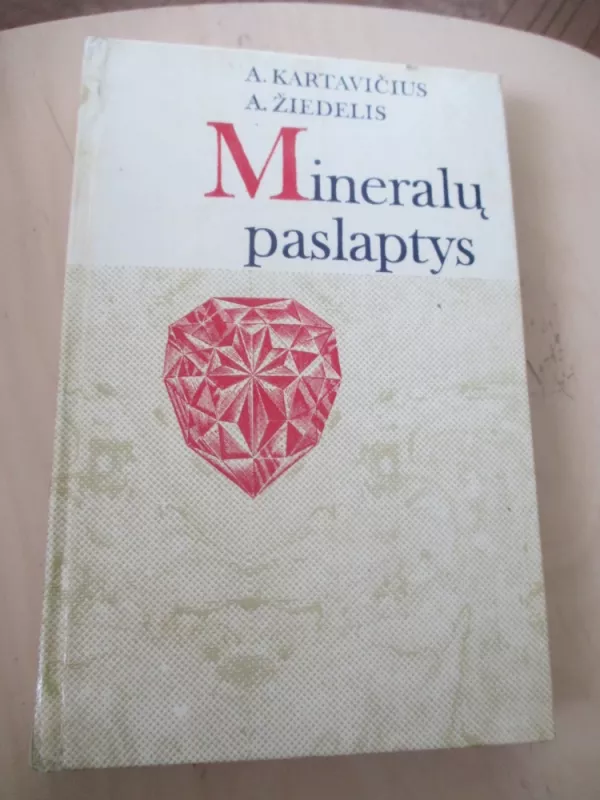 A. KARTAVIČIUS
A. ŽIEDELIS
Mineralų
paslaptys